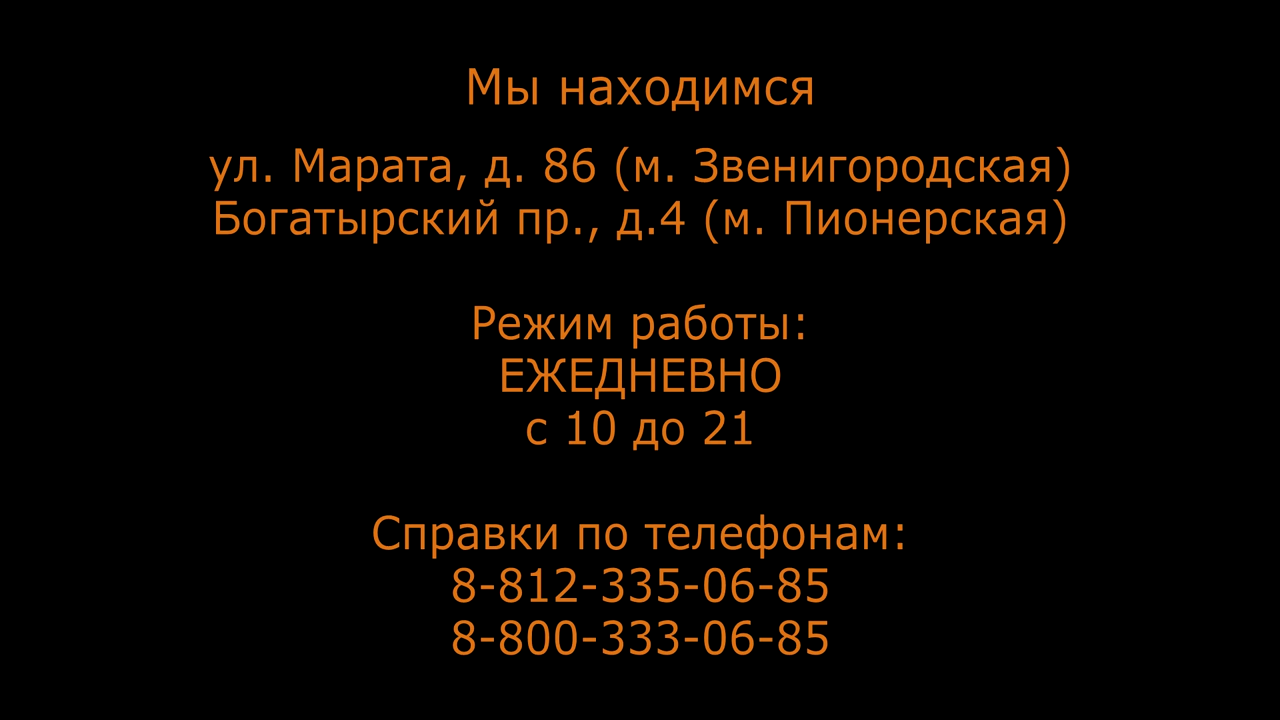 Мы находимся
ул. Марата, д. 86 (м. Звенигородская)
Богатырский пр., д.4 (м. Пионерская)
Режим работы:
ЕЖЕДНЕВНО
с 10 до 21
Справки по телефонам:
8-812-335-06-85
8-800-333-06-85